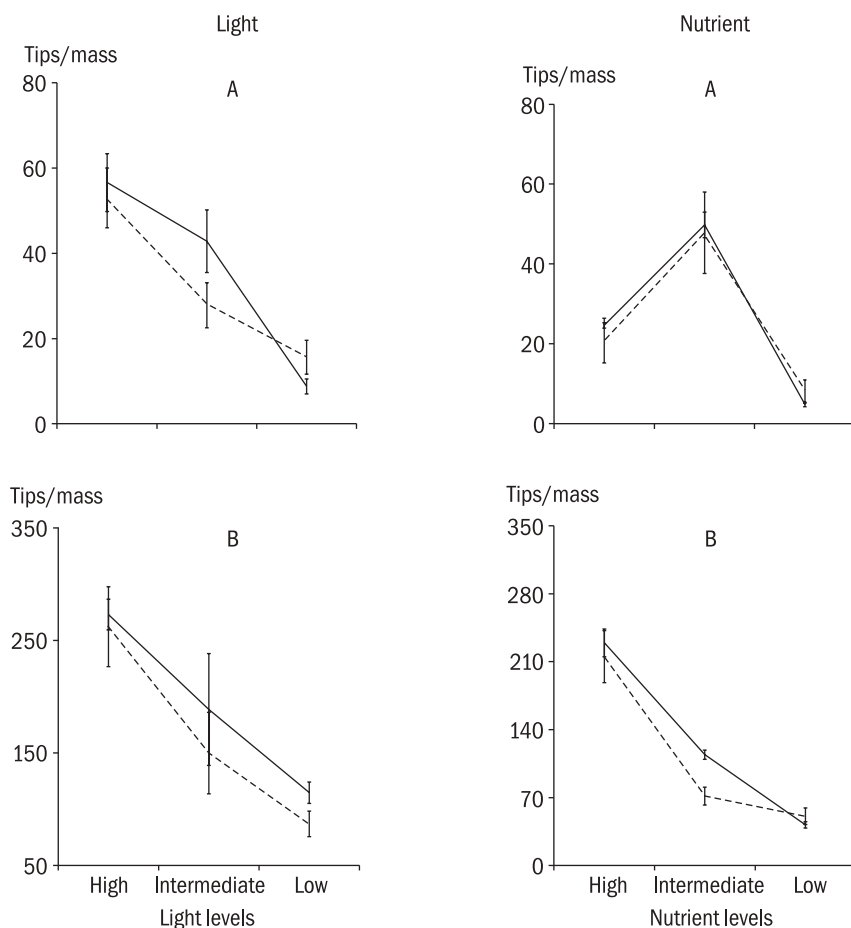 Light
Tips/mass
A
80
60
40
20
0
Nutrient
Tips/mass
A
80
60
40
20
0
Tips/mass
B
350
250
150
50
High Intermediate Low
Light levels
Tips/mass
B
350
280
210
140
70
0
High Intermediate Low
Nutrient levels